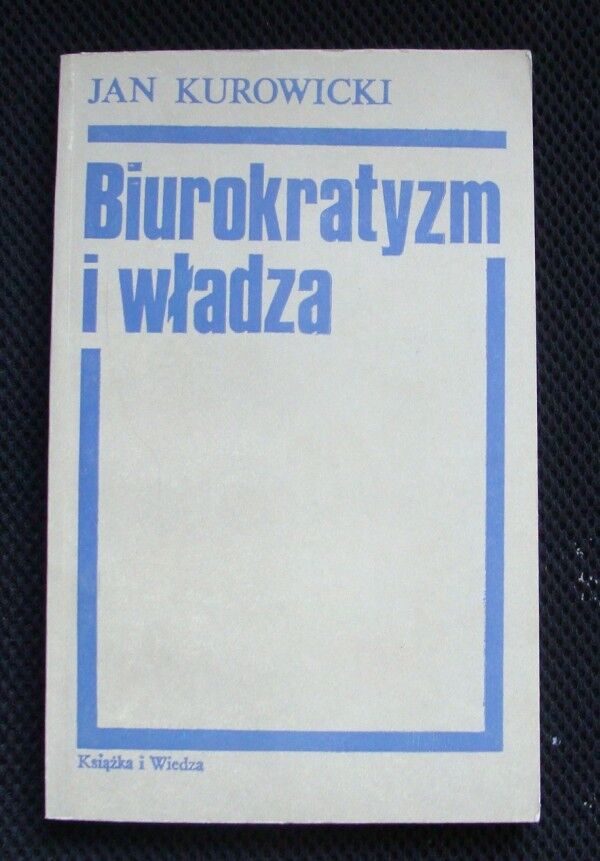 JAN KUROWICKI
Biurokratyzm
i władza
Książka i Wiedza